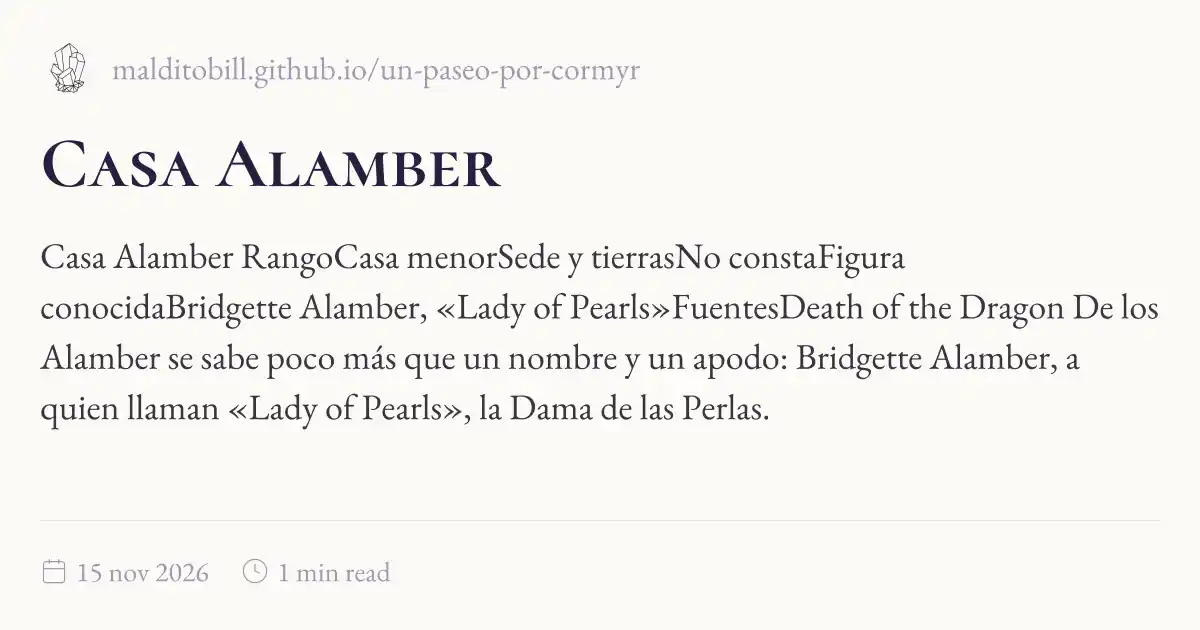 malditobill.github.io/un-paseo-por-cormyr
Casa Alamber
Casa Alamber RangoCasa menorSede y tierrasNo constaFigura
conocidaBridgette Alamber, «Lady of Pearls»FuentesDeath of the Dragon De los
Alamber se sabe poco más que un nombre y un apodo: Bridgette Alamber, a
quien llaman «Lady of Pearls», la Dama de las Perlas.
15 nov 2026 1 min read